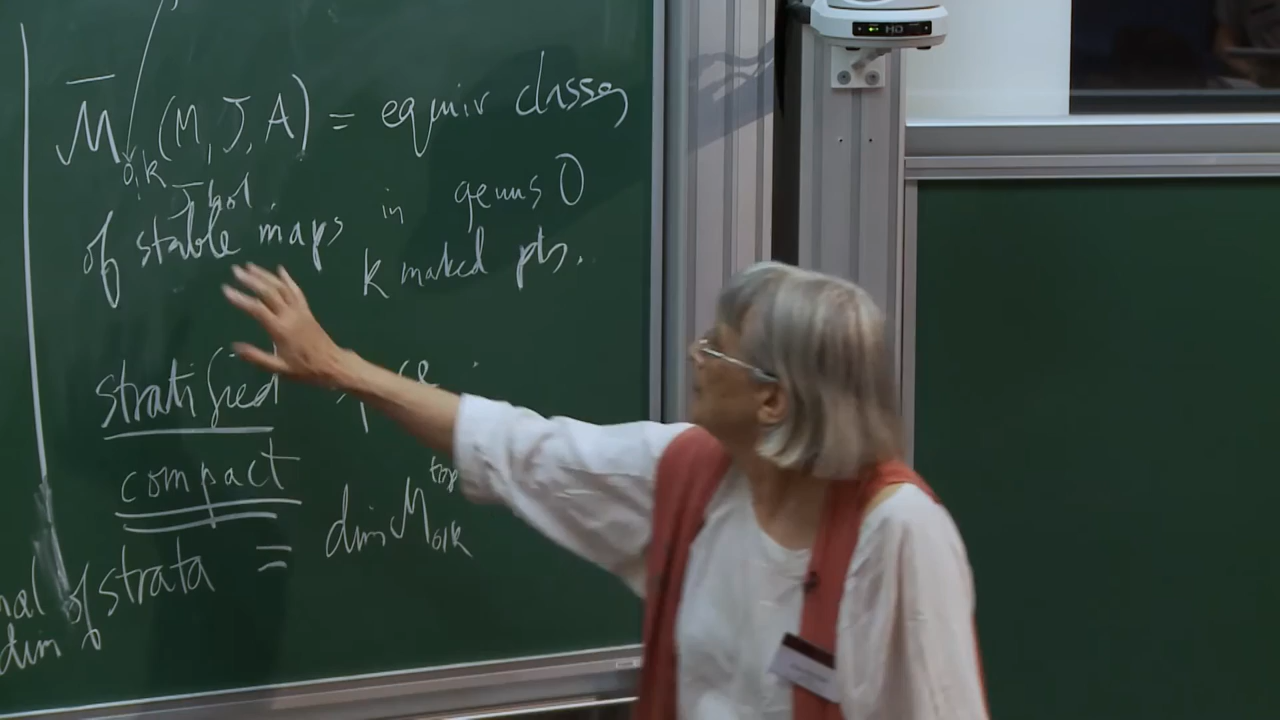 M̅₀,ₖ (M, J, A) = equiv classes
J-hol.
of stable maps in genus 0
k marked pts.
stratified
compact
of strata = dim M₀,ₖ^top
dim
HD